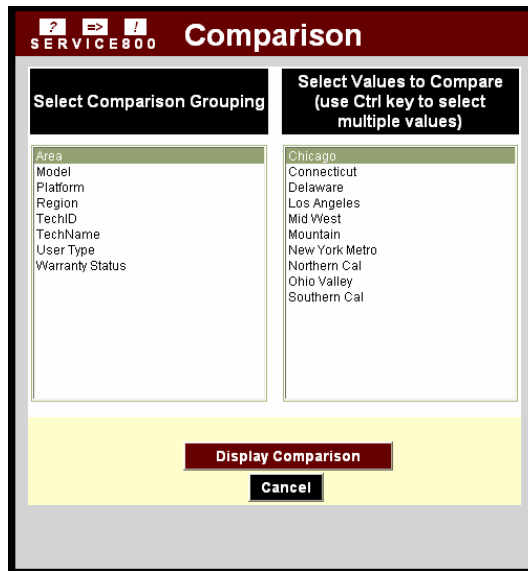 ? => !
SERVICE800
Comparison
Select Comparison Grouping
Select Values to Compare
(use Ctrl key to select
multiple values)
Area
Model
Platform
Region
TechID
TechName
User Type
Warranty Status
Chicago
Connecticut
Delaware
Los Angeles
Mid West
Mountain
New York Metro
Northern Cal
Ohio Valley
Southern Cal
Display Comparison
Cancel